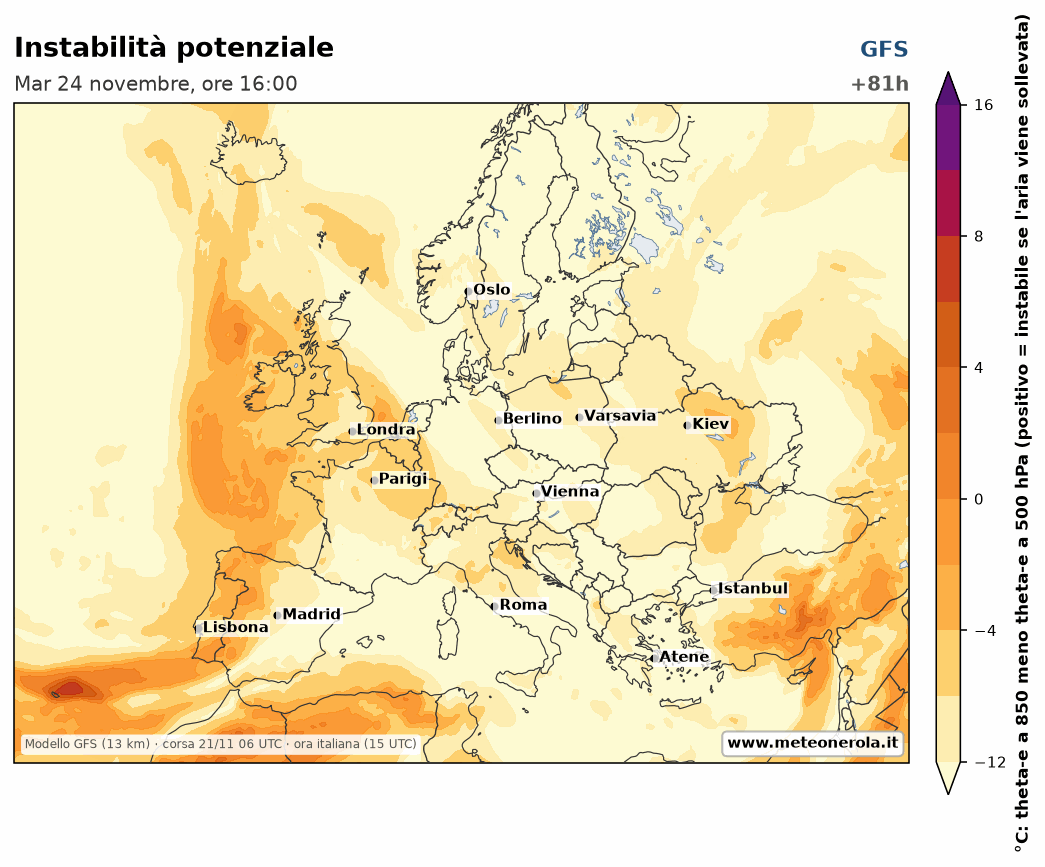 Instabilità potenziale
GFS
Mar 24 novembre, ore 16:00
+81h
Oslo
Berlino
Varsavia
Kiev
Londra
Parigi
Vienna
Istanbul
Roma
Madrid
Lisbona
Atene
Modello GFS (13 km) · corsa 21/11 06 UTC · ora italiana (15 UTC)
www.meteonerola.it
16
8
4
0
−4
−12
°C: theta-e a 850 meno theta-e a 500 hPa (positivo = instabile se l'aria viene sollevata)